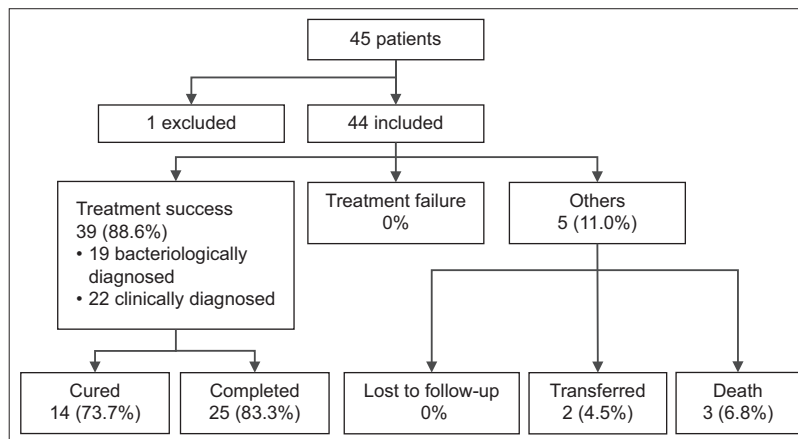 45 patients
1 excluded
44 included
Treatment success
39 (88.6%)
• 19 bacteriologically
diagnosed
• 22 clinically diagnosed
Treatment failure
0%
Others
5 (11.0%)
Cured
14 (73.7%)
Completed
25 (83.3%)
Lost to follow-up
0%
Transferred
2 (4.5%)
Death
3 (6.8%)